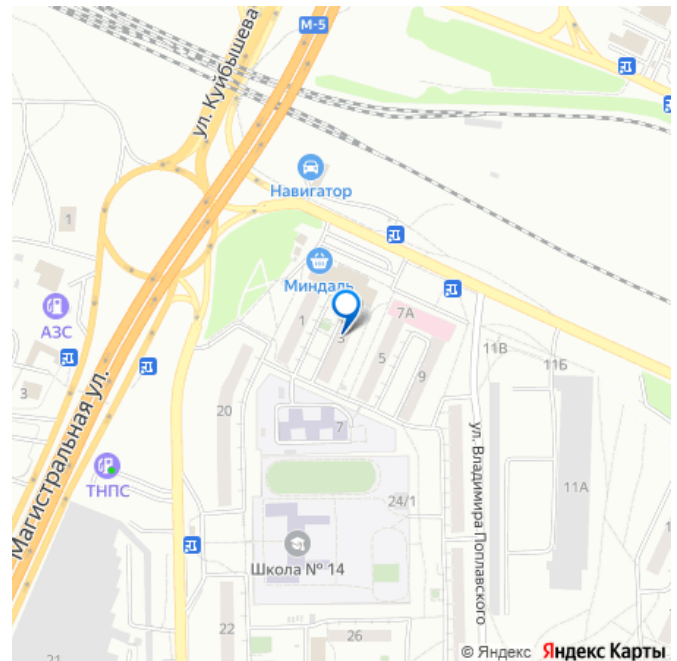 М-5
ул. Куйбышева
Навигатор
1
Миндаль
АЗС
1
3
7А
5
9
11В
11Б
3
20
7
ул. Владимира Поплавского
Магистральная ул.
ТНПС
24/1
11А
Школа № 14
22
26
21
1
© Яндекс Яндекс Карты